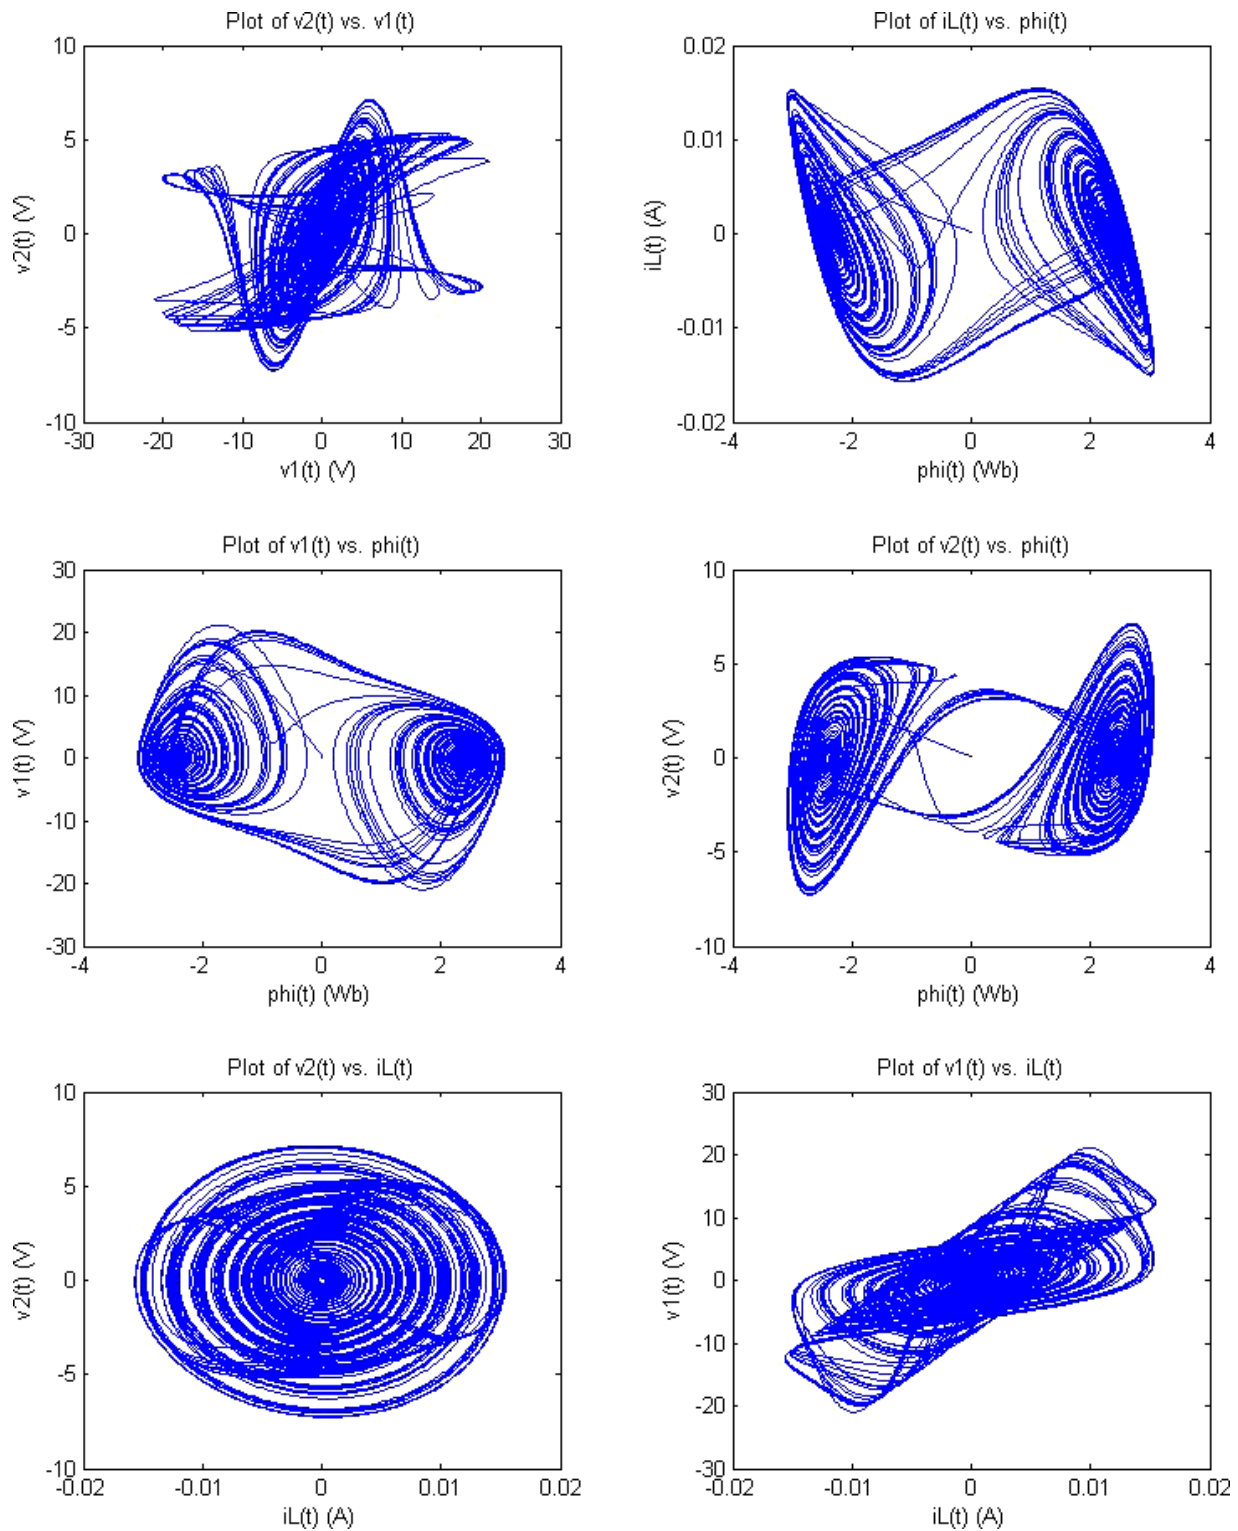 Plot of v2(t) vs. v1(t)
10
5
0
-5
-10
v2(t) (V)
-30 -20 -10 0 10 20 30
v1(t) (V)
Plot of iL(t) vs. phi(t)
0.02
0.01
0
-0.01
-0.02
iL(t) (A)
-4 -2 0 2 4
phi(t) (Wb)
Plot of v1(t) vs. phi(t)
30
20
10
0
-10
-20
-30
v1(t) (V)
-4 -2 0 2 4
phi(t) (Wb)
Plot of v2(t) vs. phi(t)
10
5
0
-5
-10
v2(t) (V)
-4 -2 0 2 4
phi(t) (Wb)
Plot of v2(t) vs. iL(t)
10
5
0
-5
-10
v2(t) (V)
-0.02 -0.01 0 0.01 0.02
iL(t) (A)
Plot of v1(t) vs. iL(t)
30
20
10
0
-10
-20
-30
v1(t) (V)
-0.02 -0.01 0 0.01 0.02
iL(t) (A)